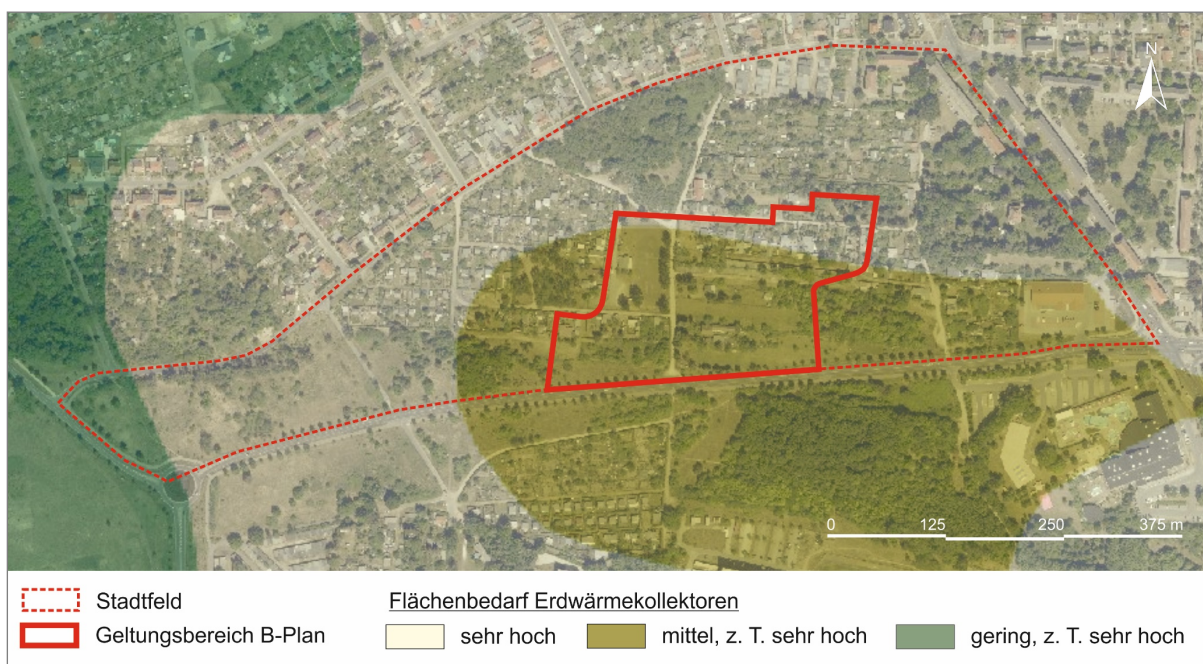 N
0 125 250 375 m
Stadtfeld
Flächenbedarf Erdwärmekollektoren
Geltungsbereich B-Plan
sehr hoch
mittel, z. T. sehr hoch
gering, z. T. sehr hoch